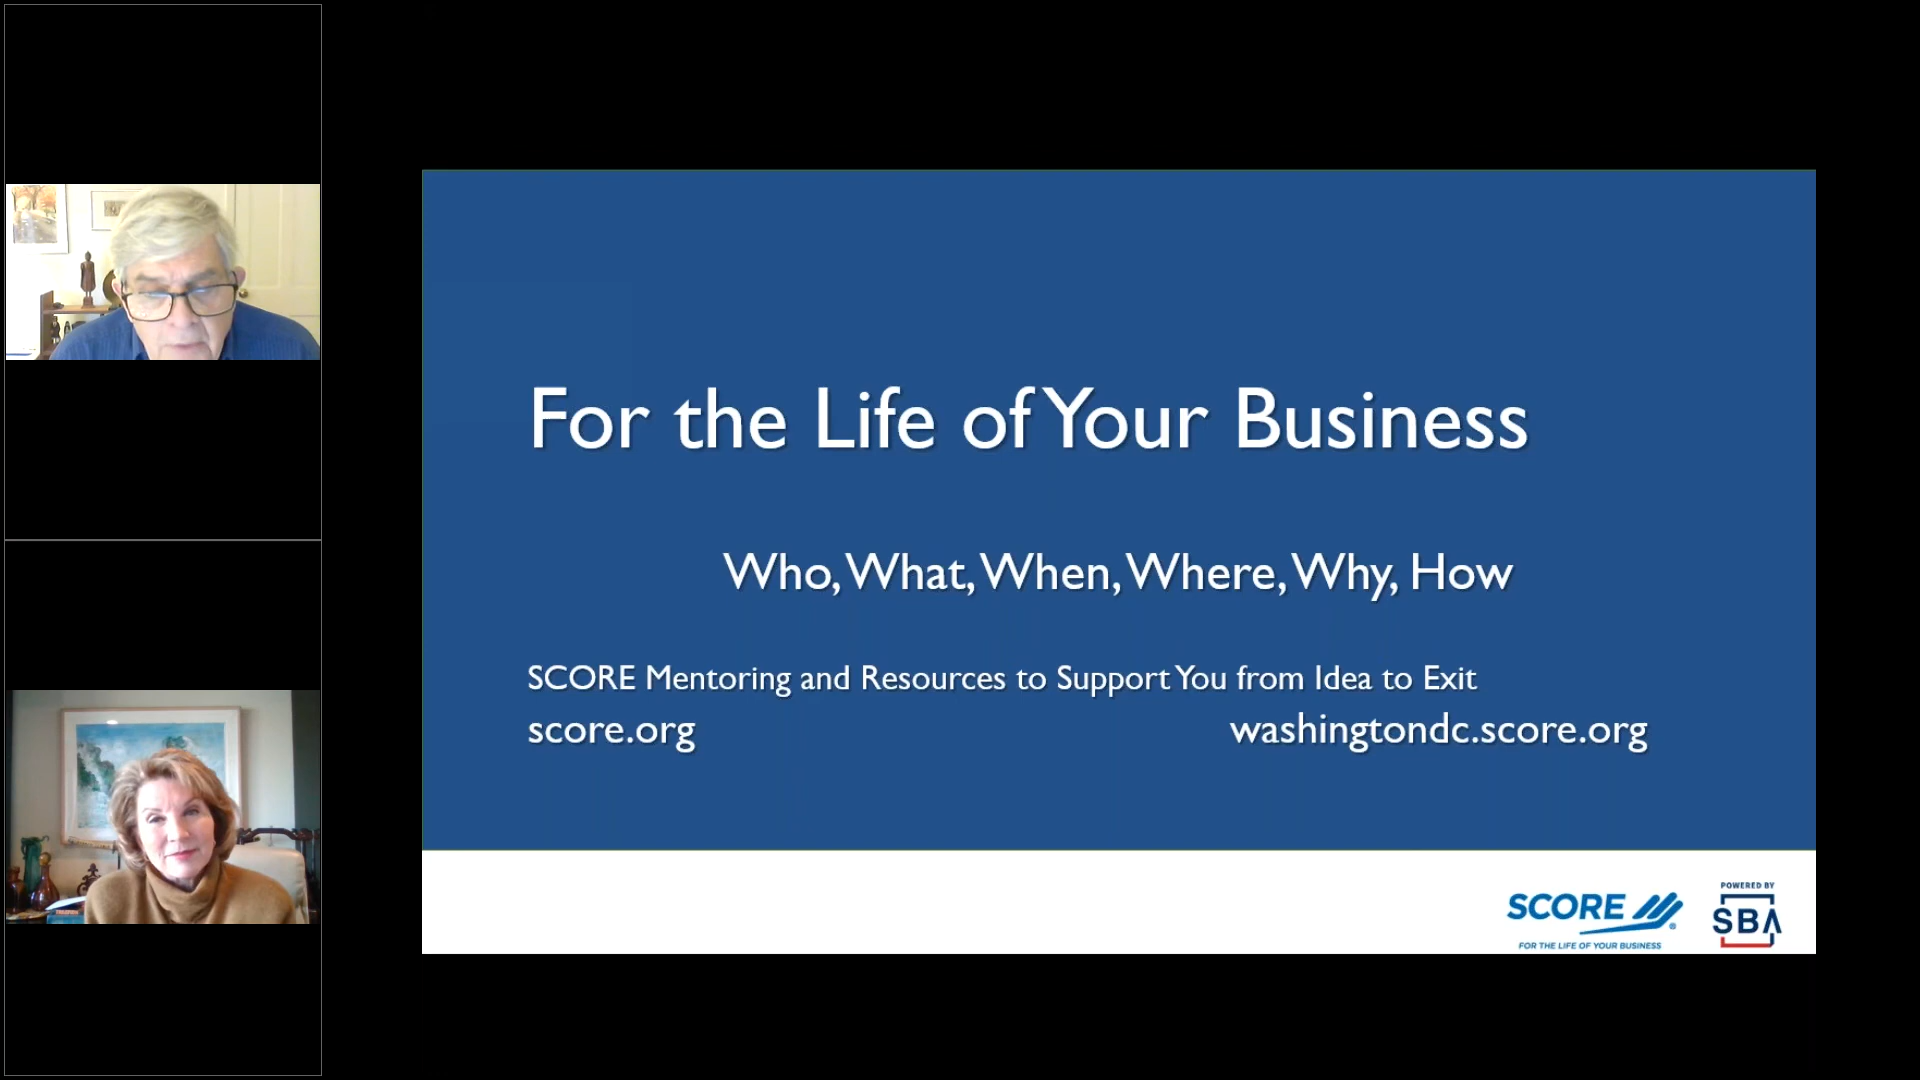 For the Life of Your Business
Who, What, When, Where, Why, How
SCORE Mentoring and Resources to Support You from Idea to Exit
score.org washingtondc.score.org
SCORE ®
FOR THE LIFE OF YOUR BUSINESS
POWERED BY
SBA